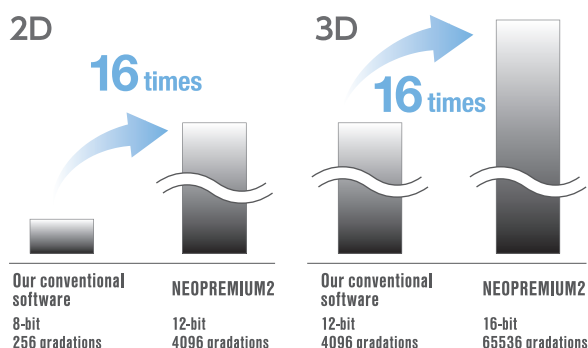 2D
16 times
Our conventional
software
8-bit
256 gradations
NEOPREMIUM2
12-bit
4096 gradations
3D
16 times
Our conventional
software
12-bit
4096 gradations
NEOPREMIUM2
16-bit
65536 gradations